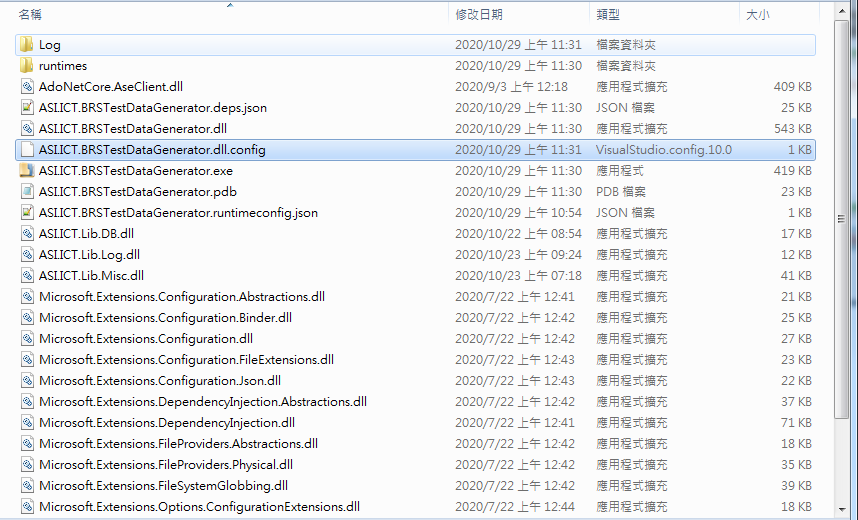 名稱 修改日期 類型 大小
Log 2020/10/29 上午 11:31 檔案資料夾
runtimes 2020/10/29 上午 11:30 檔案資料夾
AdoNetCore.AseClient.dll 2020/9/3 上午 12:18 應用程式擴充 409 KB
ASI.ICT.BRSTestDataGenerator.deps.json 2020/10/29 上午 11:30 JSON 檔案 25 KB
ASI.ICT.BRSTestDataGenerator.dll 2020/10/29 上午 11:30 應用程式擴充 543 KB
ASI.ICT.BRSTestDataGenerator.dll.config 2020/10/29 上午 11:31 VisualStudio.config.10.0 1 KB
ASI.ICT.BRSTestDataGenerator.exe 2020/10/29 上午 11:30 應用程式 419 KB
ASI.ICT.BRSTestDataGenerator.pdb 2020/10/29 上午 11:30 PDB 檔案 23 KB
ASI.ICT.BRSTestDataGenerator.runtimeconfig.json 2020/10/29 上午 10:54 JSON 檔案 1 KB
ASI.ICT.Lib.DB.dll 2020/10/22 上午 08:54 應用程式擴充 17 KB
ASI.ICT.Lib.Log.dll 2020/10/23 上午 09:24 應用程式擴充 12 KB
ASI.ICT.Lib.Misc.dll 2020/10/23 上午 07:18 應用程式擴充 41 KB
Microsoft.Extensions.Configuration.Abstractions.dll 2020/7/22 上午 12:41 應用程式擴充 21 KB
Microsoft.Extensions.Configuration.Binder.dll 2020/7/22 上午 12:42 應用程式擴充 25 KB
Microsoft.Extensions.Configuration.dll 2020/7/22 上午 12:42 應用程式擴充 27 KB
Microsoft.Extensions.Configuration.FileExtensions.dll 2020/7/22 上午 12:43 應用程式擴充 23 KB
Microsoft.Extensions.Configuration.Json.dll 2020/7/22 上午 12:43 應用程式擴充 22 KB
Microsoft.Extensions.DependencyInjection.Abstractions.dll 2020/7/22 上午 12:42 應用程式擴充 37 KB
Microsoft.Extensions.DependencyInjection.dll 2020/7/22 上午 12:41 應用程式擴充 71 KB
Microsoft.Extensions.FileProviders.Abstractions.dll 2020/7/22 上午 12:42 應用程式擴充 18 KB
Microsoft.Extensions.FileProviders.Physical.dll 2020/7/22 上午 12:42 應用程式擴充 35 KB
Microsoft.Extensions.FileSystemGlobbing.dll 2020/7/22 上午 12:42 應用程式擴充 39 KB
Microsoft.Extensions.Options.ConfigurationExtensions.dll 2020/7/22 上午 12:44 應用程式擴充 18 KB